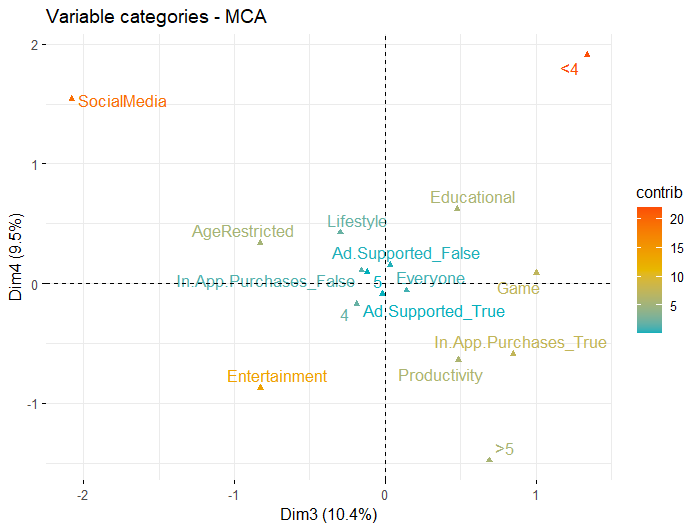 Variable categories - MCA
2
<4
SocialMedia
contrib
20
15
10
5
1
Educational
Lifestyle
AgeRestricted
Ad.Supported_False
In.App.Purchases_False
5
Everyone
Game
0
4
Ad.Supported_True
In.App.Purchases_True
Entertainment
Productivity
-1
>5
Dim4 (9.5%)
-2
-1
0
1
Dim3 (10.4%)